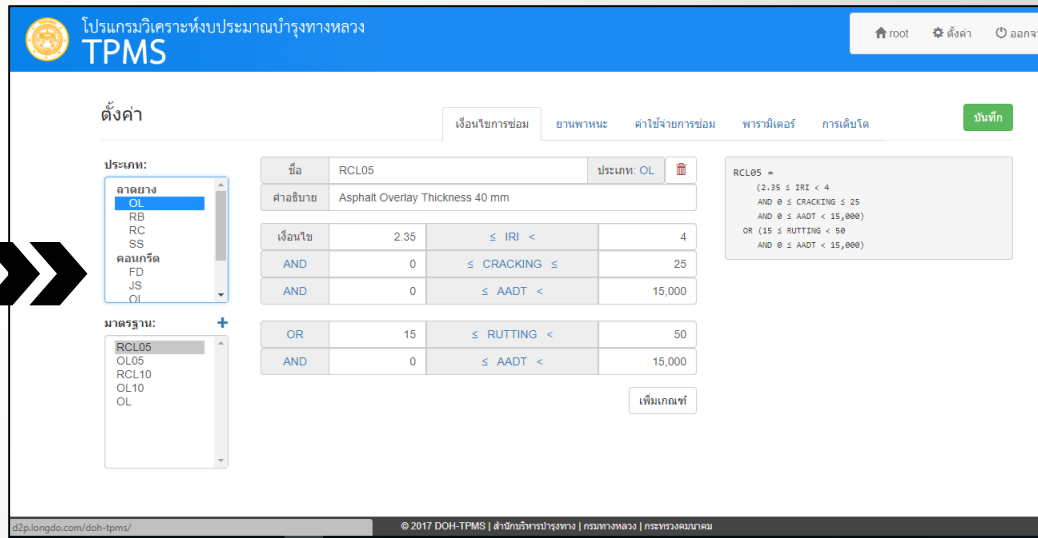 โปรแกรมวิเคราะห์งบประมาณบำรุงทางหลวง
TPMS
root ตั้งค่า
ตั้งค่า
เงื่อนไขการซ่อม ยานพาหนะ ค่าใช้จ่ายการซ่อม พารามิเตอร์ การเติบโต บันทึก
ประเภท:
ลาดยาง
OL
RB
RC
SS
คอนกรีต
FD
JS
OL
มาตรฐาน: +
RCL05
OL05
RCL10
OL10
OL
ชื่อ RCL05 ประเภท: OL
คำอธิบาย Asphalt Overlay Thickness 40 mm
เงื่อนไข 2.35 ≤ IRI < 4
AND 0 ≤ CRACKING ≤ 25
AND 0 ≤ AADT < 15,000
OR 15 ≤ RUTTING < 50
AND 0 ≤ AADT < 15,000
เพิ่มเกณฑ์
RCL05 =
(2.35 ≤ IRI < 4
AND 0 ≤ CRACKING ≤ 25
AND 0 ≤ AADT < 15,000)
OR (15 ≤ RUTTING < 50
AND 0 ≤ AADT < 15,000)
d2p.longdo.com/doh-tpms/
© 2017 DOH-TPMS | สำนักบริหารบำรุงทาง | กรมทางหลวง | กระทรวงคมนาคม